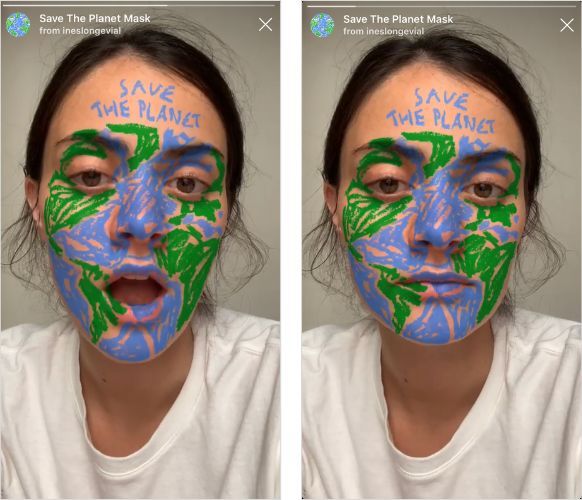 Save The Planet Mask
from ineslongevial
SAVE
THE PLANET
Save The Planet Mask
from ineslongevial
SAVE
THE PLANET